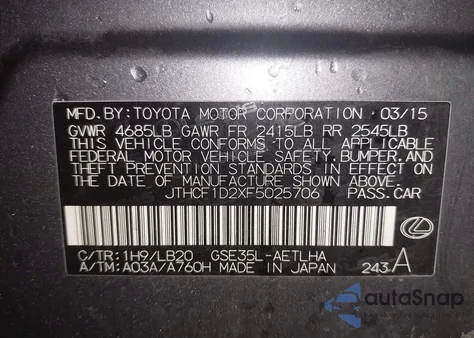 MFD. BY: TOYOTA MOTOR CORPORATION 03/15
GVWR 4685LB GAWR FR 2415LB RR 2545LB
THIS VEHICLE CONFORMS TO ALL APPLICABLE
FEDERAL MOTOR VEHICLE SAFETY, BUMPER, AND
THEFT PREVENTION STANDARDS IN EFFECT ON
THE DATE OF MANUFACTURE SHOWN ABOVE.
JTHCF1D2XF5025706 PASS. CAR
C/TR: 1H9/LB20 GSE35L-AETLHA
A/TM: A03A/A760H MADE IN JAPAN 243 A
autoSnap